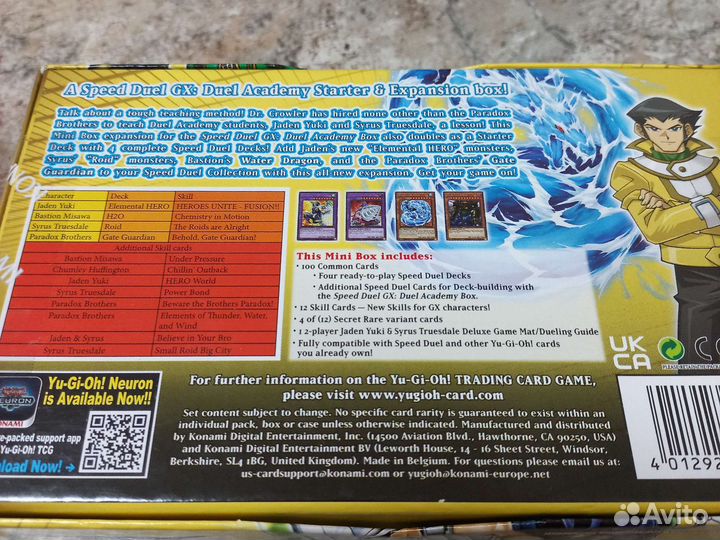 A Speed Duel GX: Duel Academy Starter & Expansion box!
Talk about a tough teaching method! Dr. Crowler has hired none other than the Paradox
Brothers to teach Duel Academy students, Jaden Yuki and Syrus Truesdale, a lesson! This
Mini Box expansion for the Speed Duel GX: Duel Academy Box also doubles as a Starter
Deck with 4 complete Speed Duel Decks! Add Jaden's new "Elemental HERO" monsters,
Syrus' "Roid" monsters, Bastion's Water Dragon, and the Paradox Brothers' Gate
Guardian to your Speed Duel Collection with this all-new expansion. Get your game on!
Character Deck Skill
Jaden Yuki Elemental HERO HEROES UNITE - FUSION!!
Bastion Misawa H2O Chemistry in Motion
Syrus Truesdale Roid The Roids are Alright
Paradox Brothers Gate Guardian Behold, Gate Guardian!
Additional Skill cards
Bastion Misawa Under Pressure
Chumley Huffington Chillin' Outback
Jaden Yuki HERO World
Syrus Truesdale Power Bond
Paradox Brothers Beware the Brothers Paradox!
Paradox Brothers Elements of Thunder, Water,
and Wind
Jaden & Syrus Believe in Your Bro
Syrus Truesdale Small Roid Big City
This Mini Box includes:
• 100 Common Cards
• Four ready-to-play Speed Duel Decks
• Additional Speed Duel Cards for Deck-building with
the Speed Duel GX: Duel Academy Box.
• 12 Skill Cards — New Skills for GX characters!
• 4 of (12) Secret Rare variant cards
• 1 2-player Jaden Yuki & Syrus Truesdale Deluxe Game Mat/Dueling Guide
• Fully compatible with Speed Duel and other Yu-Gi-Oh! cards
you already own!
UK
CA
Yu-Gi-Oh! Neuron
is Available Now!!
NEURON
KONAMI
re-packed support app
Yu-Gi-Oh! TCG
nload Now!
For further information on the Yu-Gi-Oh! TRADING CARD GAME,
please visit www.yugioh-card.com
Set content subject to change. No specific card rarity is guaranteed to exist within an
individual pack, box or case unless otherwise indicated. Manufactured and distributed
by Konami Digital Entertainment, Inc. (14500 Aviation Blvd., Hawthorne, CA 90250, USA)
and Konami Digital Entertainment BV (Leworth House, 14 - 16 Sheet Street, Windsor,
Berkshire, SL4 1BG, United Kingdom). Made in Belgium. For questions please email us at:
us-cardsupport@konami.com or yugioh@konami-europe.net
4 01292
Avito